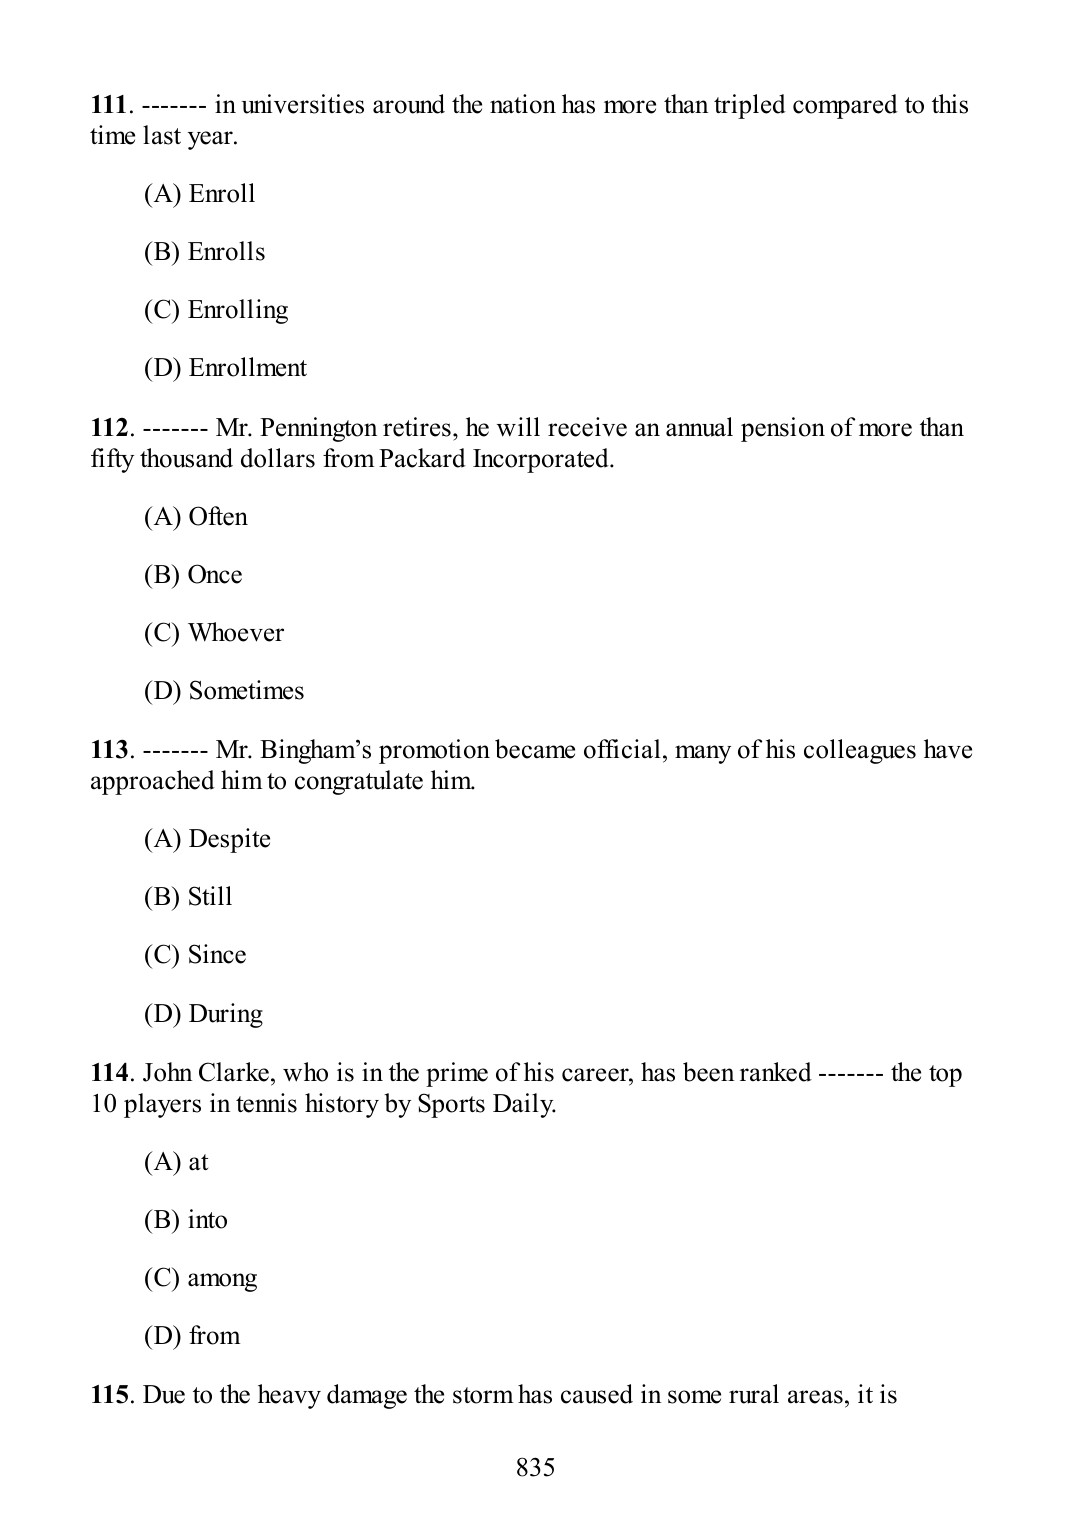 111. ------- in universities around the nation has more than tripled compared to this
time last year.
(A) Enroll
(B) Enrolls
(C) Enrolling
(D) Enrollment
112. ------- Mr. Pennington retires, he will receive an annual pension of more than
fifty thousand dollars from Packard Incorporated.
(A) Often
(B) Once
(C) Whoever
(D) Sometimes
113. ------- Mr. Bingham’s promotion became official, many of his colleagues have
approached him to congratulate him.
(A) Despite
(B) Still
(C) Since
(D) During
114. John Clarke, who is in the prime of his career, has been ranked ------- the top
10 players in tennis history by Sports Daily.
(A) at
(B) into
(C) among
(D) from
115. Due to the heavy damage the storm has caused in some rural areas, it is
835